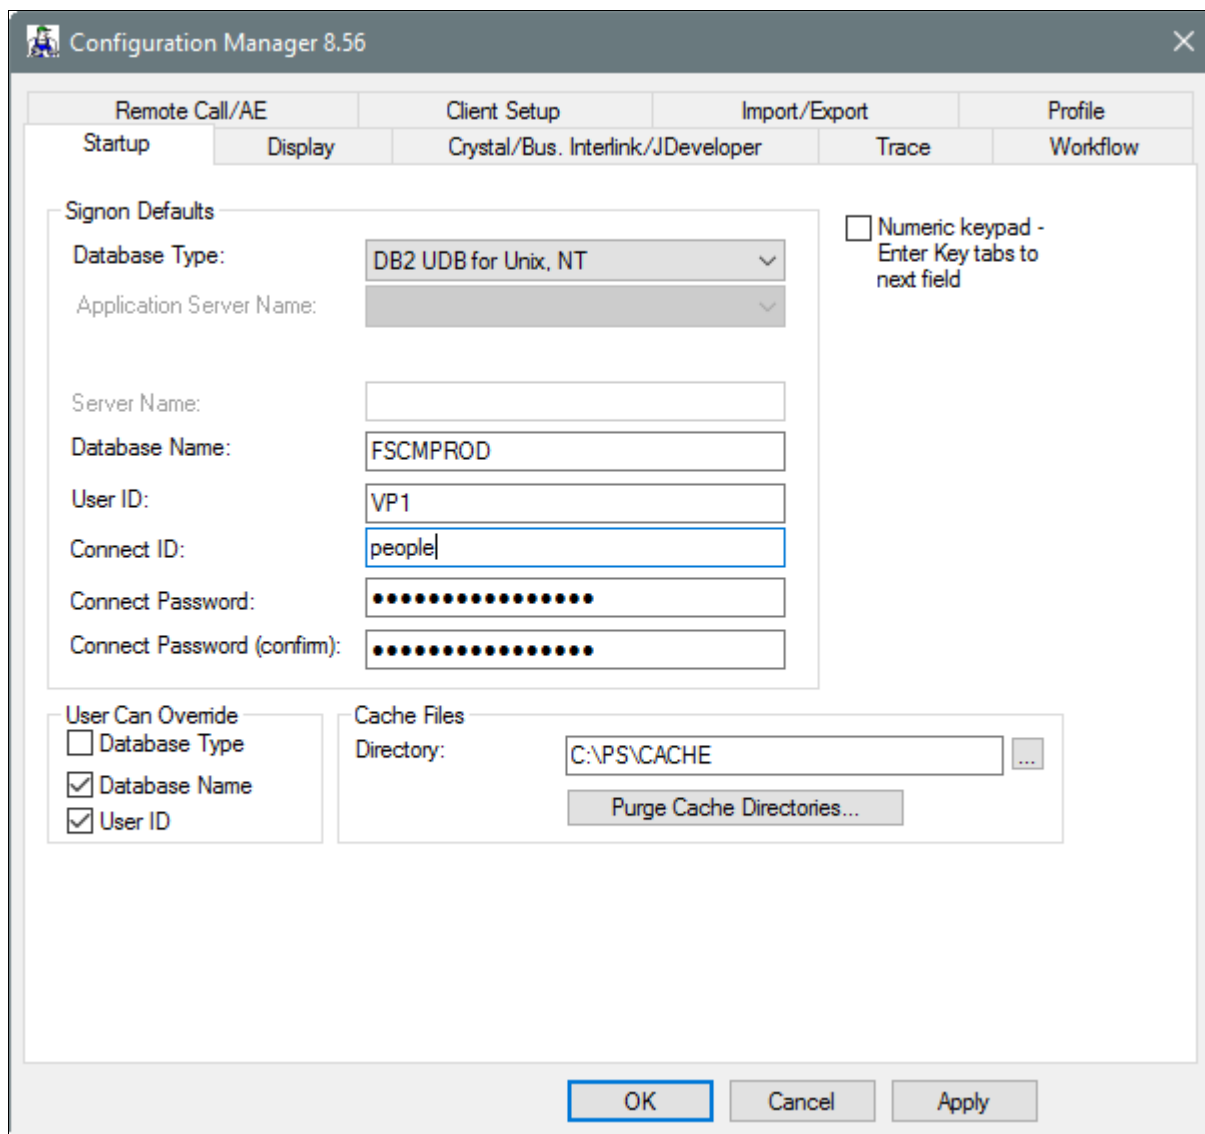 Configuration Manager 8.56
Remote Call/AE
Client Setup
Import/Export
Profile
Startup
Display
Crystal/Bus. Interlink/JDeveloper
Trace
Workflow
Signon Defaults
Database Type:
DB2 UDB for Unix, NT
Application Server Name:
Server Name:
Database Name:
FSCMPROD
User ID:
VP1
Connect ID:
people
Connect Password:
••••••••••••••••
Connect Password (confirm):
••••••••••••••••
Numeric keypad -
Enter Key tabs to
next field
User Can Override
Database Type
Database Name
User ID
Cache Files
Directory:
C:\PS\CACHE
...
Purge Cache Directories...
OK
Cancel
Apply